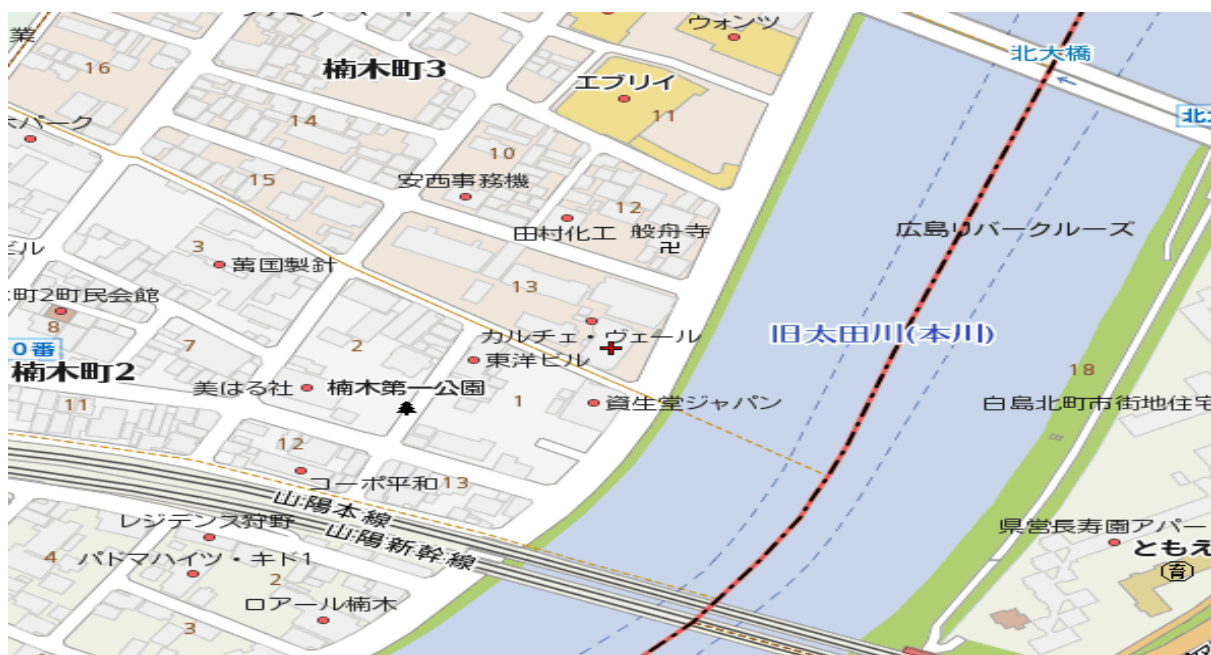 業
ウォンツ
北大橋
16
楠木町3
エブリイ
11
14
10
15
安西事務機
12
田村化工
般舟寺
広島リバークルーズ
3
萬国製針
13
町2町民会館
8
7
2
カルチェ・ヴェール
旧太田川(本川)
0番
東洋ビル
楠木町2
美はる社
楠木第一公園
1
資生堂ジャパン
18
白島北町市街地住宅
11
12
コーポ平和
13
山陽本線
山陽新幹線
レジデンス狩野
県営長寿園アパー
ともえ
4
パドマハイツ・キド1
2
ロアール楠木
3